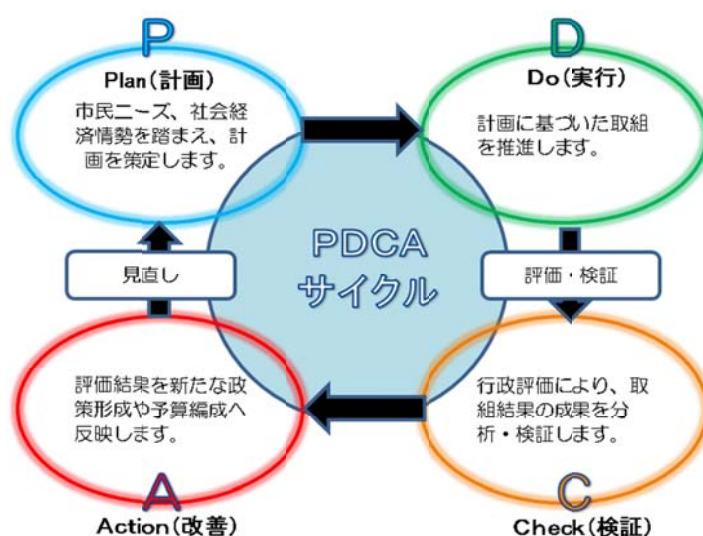 P
Plan(計画)
市民ニーズ、社会経
済情勢を踏まえ、計
画を策定します。
D
Do(実行)
計画に基づいた取組
を推進します。
PDCA
サイクル
見直し
評価・検証
評価結果を新たな政
策形成や予算編成へ
反映します。
A
Action(改善)
行政評価により、取
組結果の成果を分
析・検証します。
C
Check(検証)